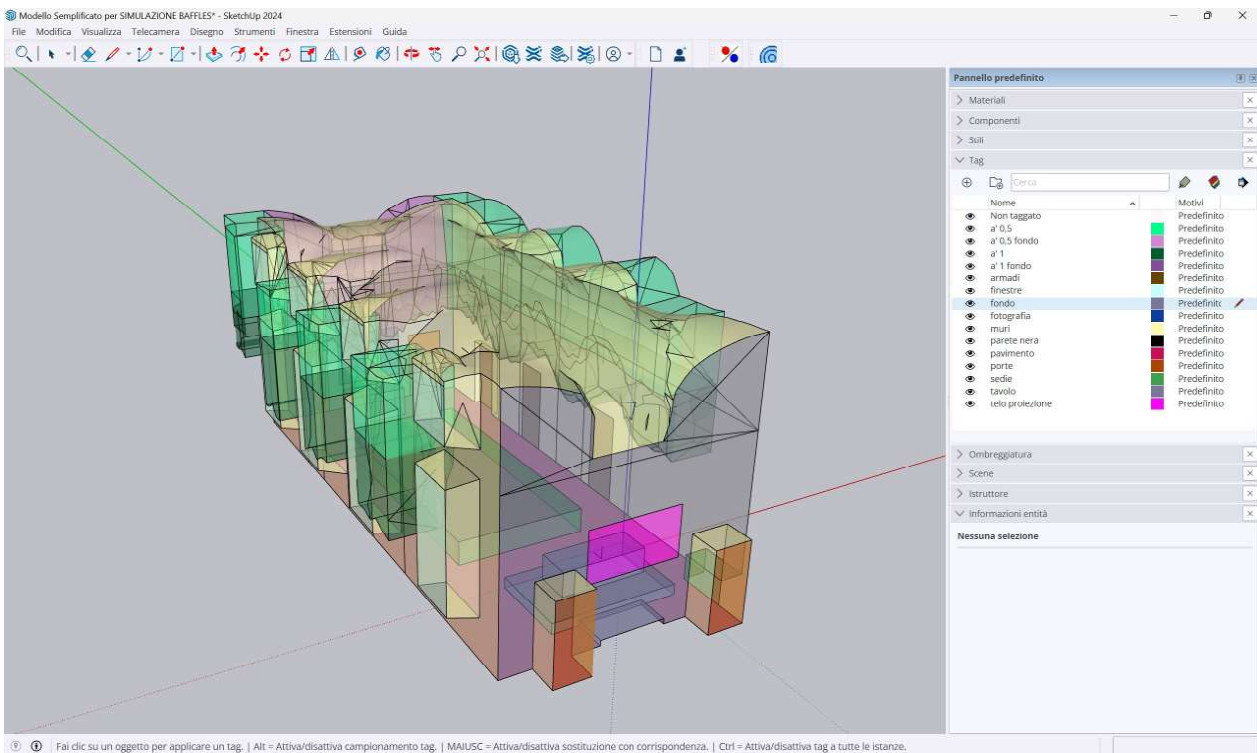 Modello Semplificato per SIMULAZIONE BAFFLES* - SketchUp 2024
File Modifica Visualizza Telecamera Disegno Strumenti Finestra Estensioni Guida
Pannello predefinito
Materiali
Componenti
Stili
Tag
Cerca
Nome Motivi
Non taggato Predefinito
a' 0,5 Predefinito
a' 0,5 fondo Predefinito
a' 1 Predefinito
a' 1 fondo Predefinito
armadi Predefinito
finestre Predefinito
fondo Predefinitc
fotografia Predefinito
muri Predefinito
parete nera Predefinito
pavimento Predefinito
porte Predefinito
sedie Predefinito
tavolo Predefinito
telo proiezione Predefinito
Ombreggiatura
Scene
Istruttore
Informazioni entità
Nessuna selezione
Fai clic su un oggetto per applicare un tag. | Alt = Attiva/disattiva campionamento tag. | MAIUSC = Attiva/disattiva sostituzione con corrispondenza. | Ctrl = Attiva/disattiva tag a tutte le istanze.